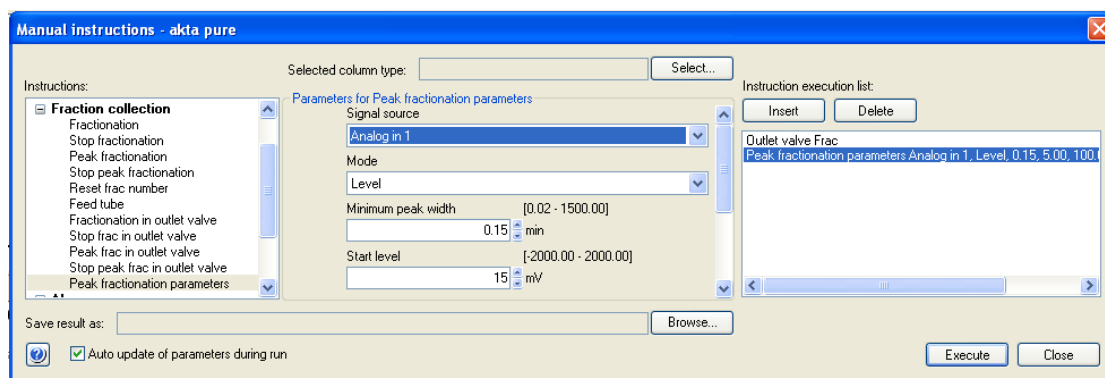 Manual instructions - akta pure
Selected column type:
Select...
Instructions:
Fraction collection
Fractionation
Stop fractionation
Peak fractionation
Stop peak fractionation
Reset frac number
Feed tube
Fractionation in outlet valve
Stop frac in outlet valve
Peak frac in outlet valve
Stop peak frac in outlet valve
Peak fractionation parameters
Parameters for Peak fractionation parameters
Signal source
Analog in 1
Mode
Level
Minimum peak width [0.02 - 1500.00]
0.15 min
Start level [-2000.00 - 2000.00]
15 mV
Instruction execution list:
Insert Delete
Outlet valve Frac
Peak fractionation parameters Analog in 1, Level, 0.15, 5.00, 100.
Save result as:
Browse...
Auto update of parameters during run
Execute Close